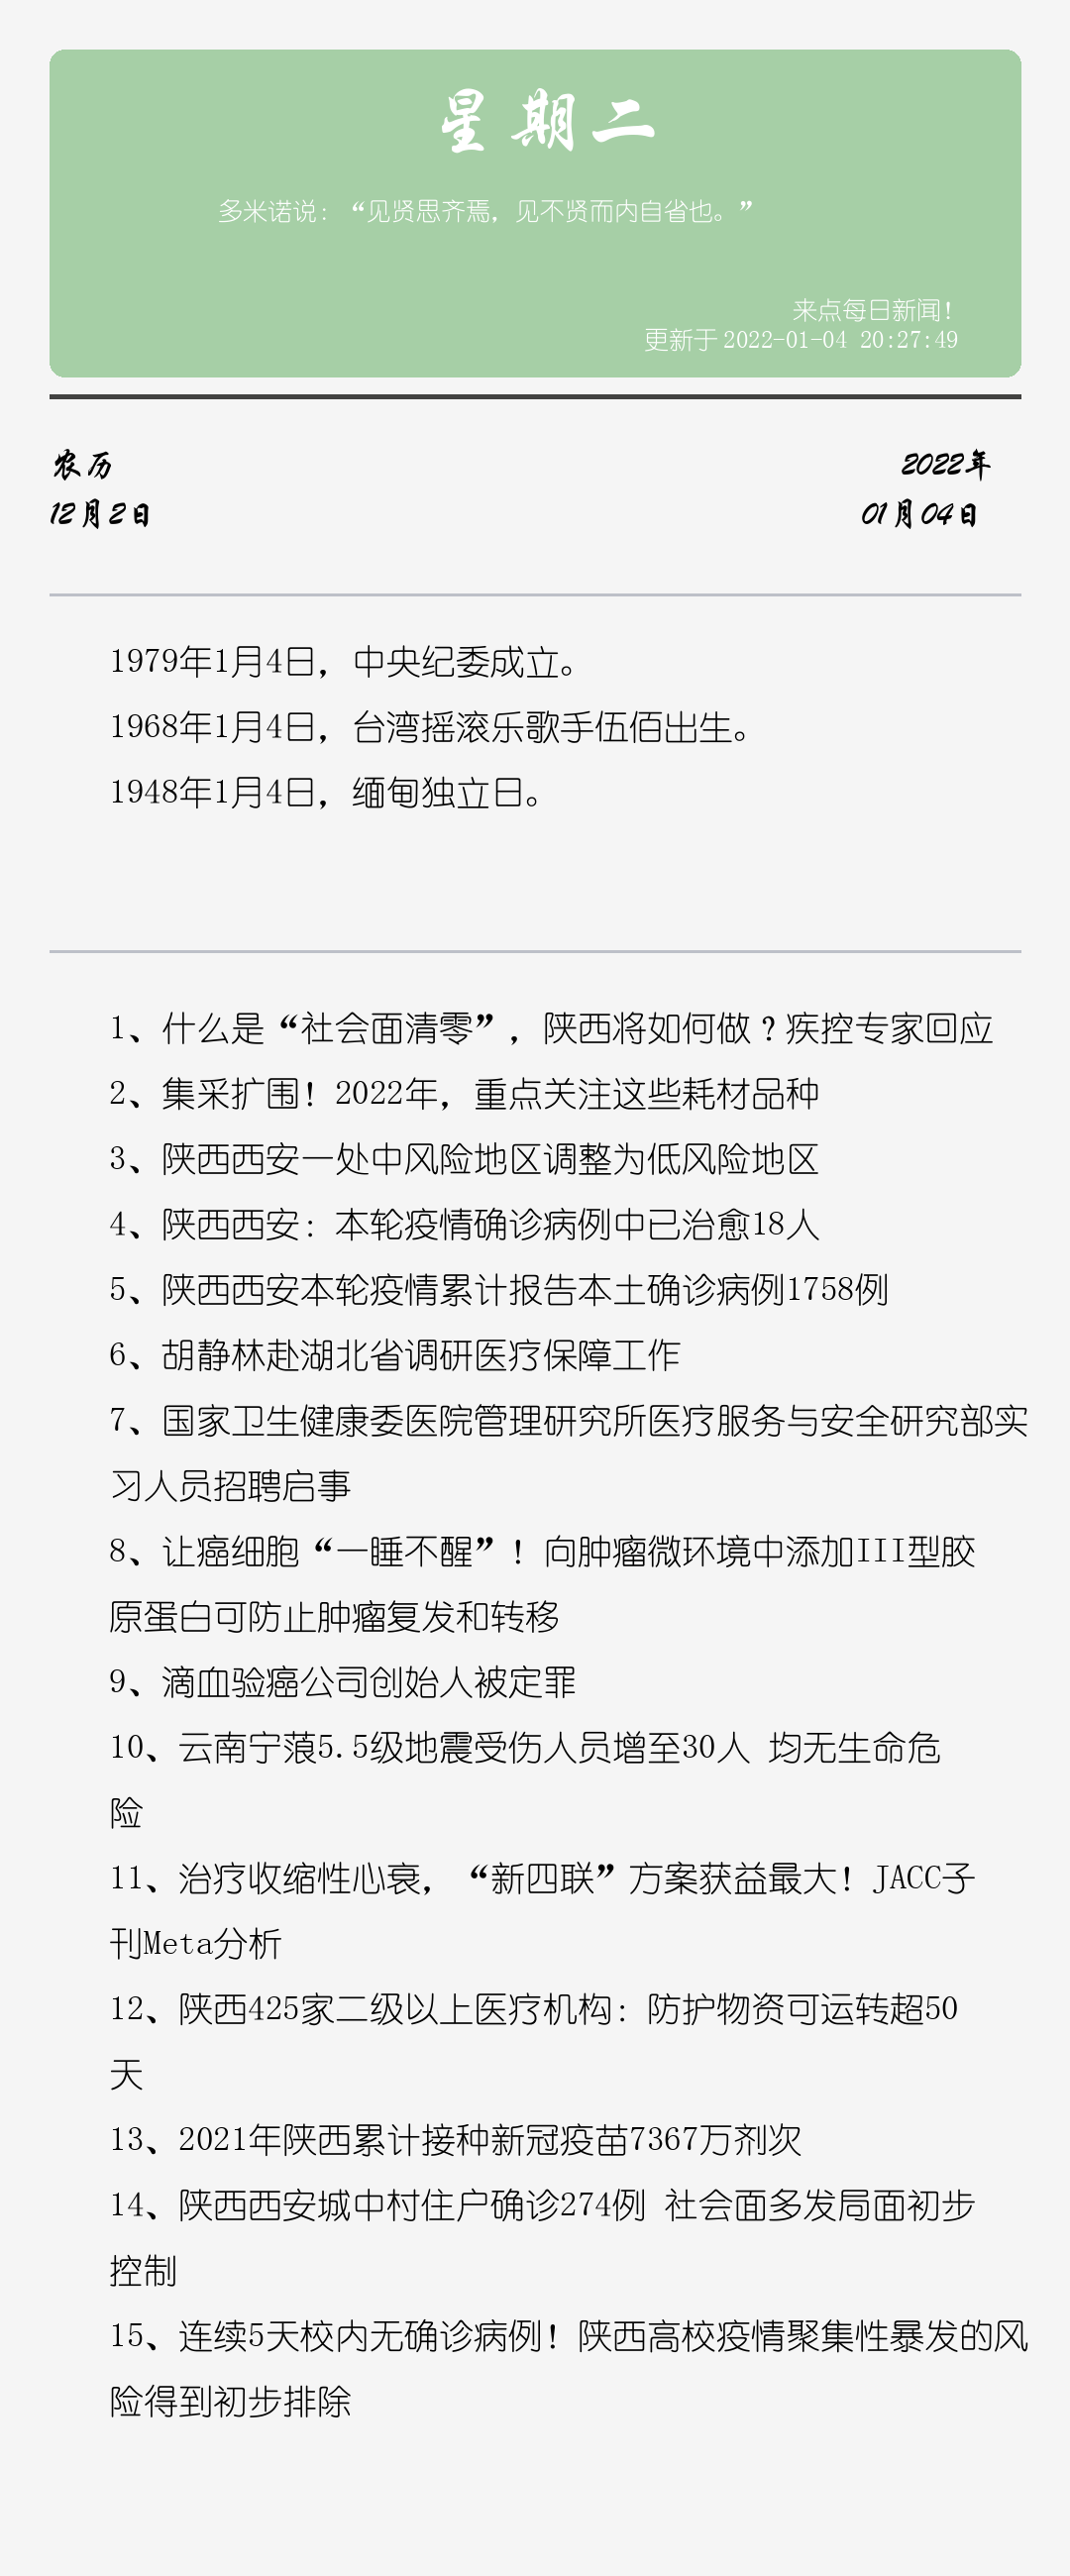 星期二
多米诺说：“见贤思齐焉，见不贤而内自省也。”
来点每日新闻！
更新于2022-01-04 20:27:49
农历
12月2日
2022年
01月04日
1979年1月4日，中央纪委成立。
1968年1月4日，台湾摇滚乐歌手伍佰出生。
1948年1月4日，缅甸独立日。
1、什么是“社会面清零”，陕西将如何做？疾控专家回应
2、集采扩围！2022年，重点关注这些耗材品种
3、陕西西安一处中风险地区调整为低风险地区
4、陕西西安：本轮疫情确诊病例中已治愈18人
5、陕西西安本轮疫情累计报告本土确诊病例1758例
6、胡静林赴湖北省调研医疗保障工作
7、国家卫生健康委医院管理研究所医疗服务与安全研究部实
习人员招聘启事
8、让癌细胞“一睡不醒”！向肿瘤微环境中添加III型胶
原蛋白可防止肿瘤复发和转移
9、滴血验癌公司创始人被定罪
10、云南宁蒗5.5级地震受伤人员增至30人 均无生命危
险
11、治疗收缩性心衰，“新四联”方案获益最大！JACC子
刊Meta分析
12、陕西425家二级以上医疗机构：防护物资可运转超50
天
13、2021年陕西累计接种新冠疫苗7367万剂次
14、陕西西安城中村住户确诊274例 社会面多发局面初步
控制
15、连续5天校内无确诊病例！陕西高校疫情聚集性暴发的风
险得到初步排除